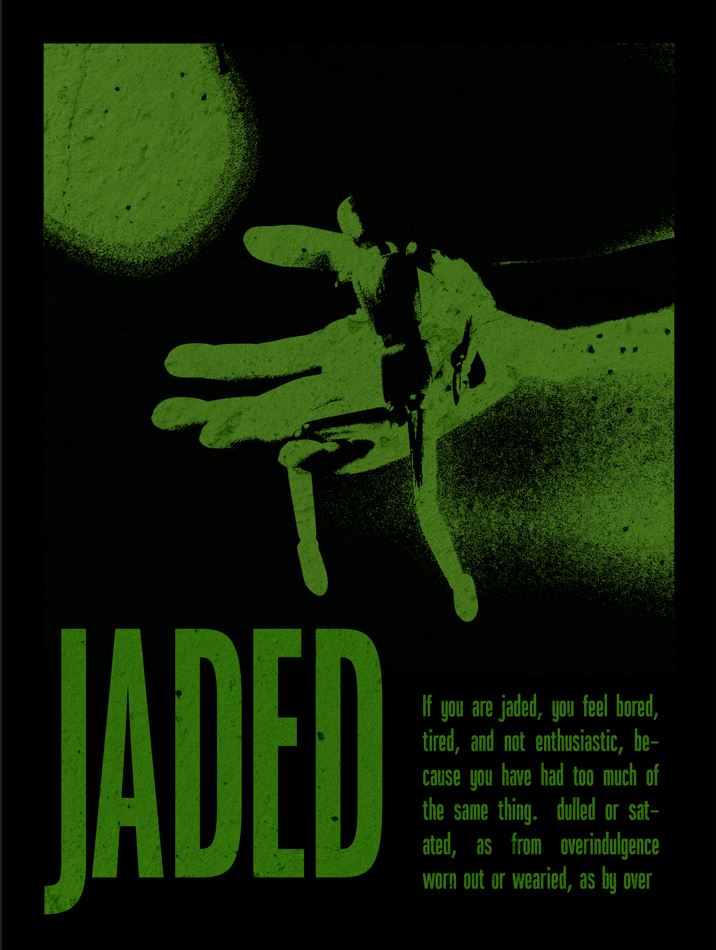 JADED
If you are jaded, you feel bored,
tired, and not enthusiastic, be-
cause you have had too much of
the same thing. dulled or sat-
ated, as from overindulgence
worn out or wearied, as by over